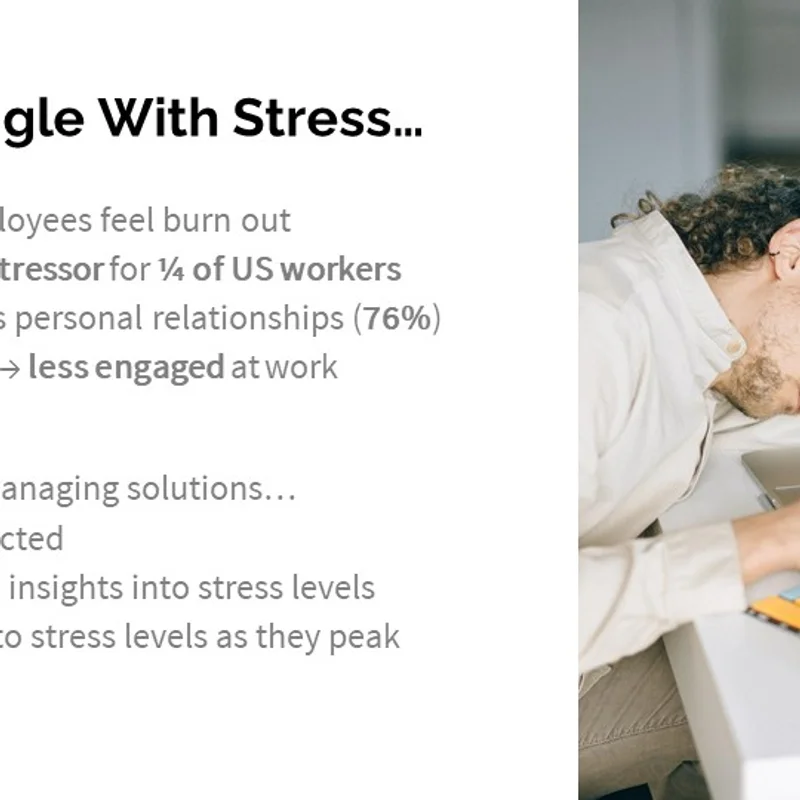 gle With Stress...
loyees feel burn out
tressor for ¼ of US workers
s personal relationships (76%)
→ less engaged at work
anaging solutions…
cted
insights into stress levels
to stress levels as they peak